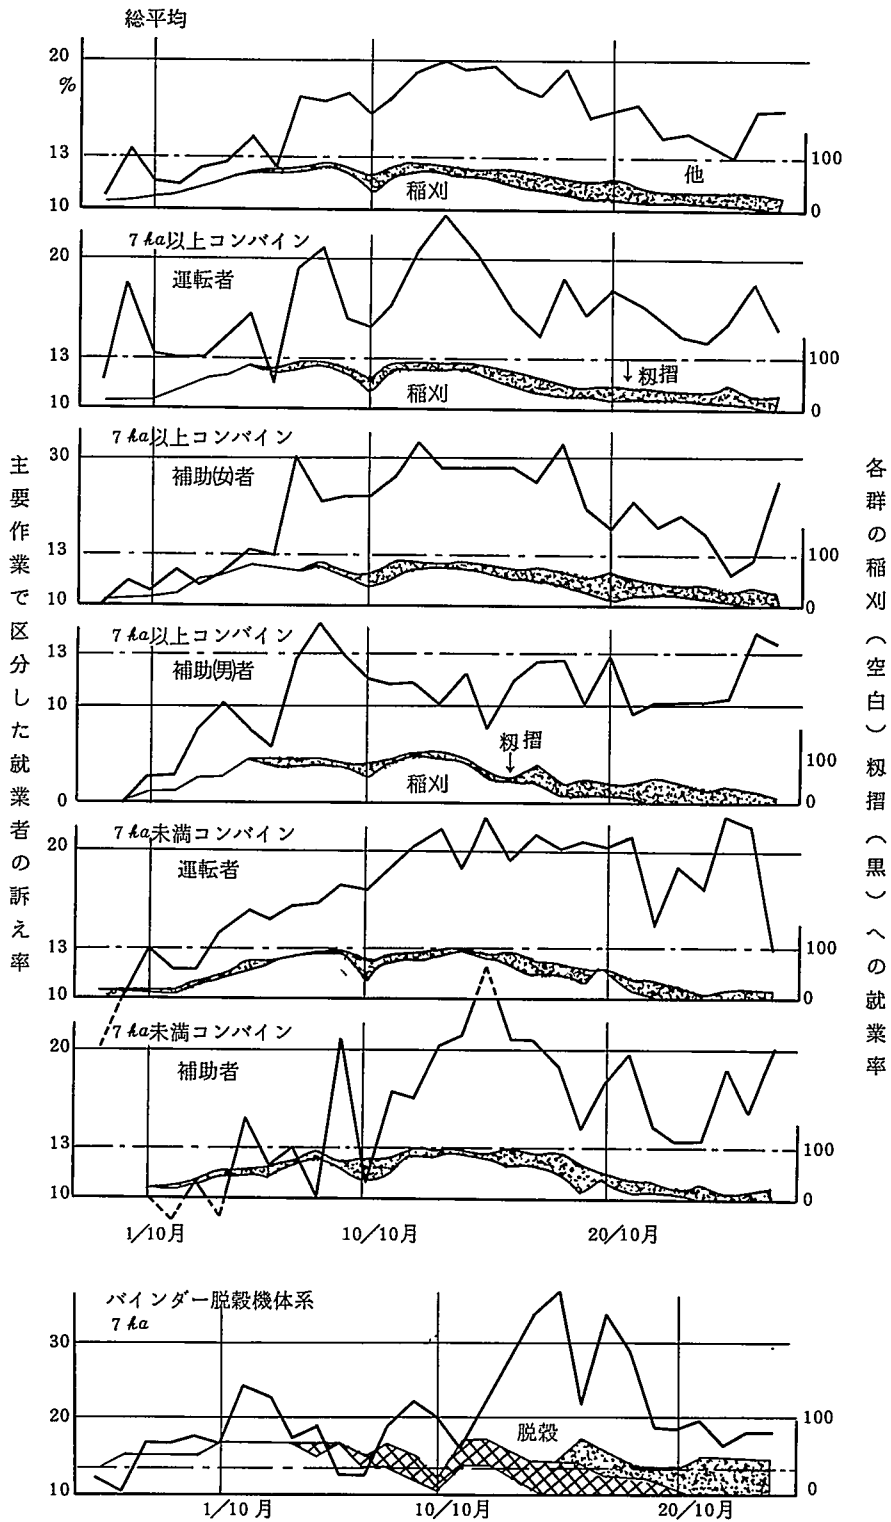 総平均
20
%
13
10
他
稲刈
100
0
7ha以上コンバイン
運転者
20
13
10
稲刈
↓籾摺
100
0
7ha以上コンバイン
補助(女)者
30
13
10
100
0
7ha以上コンバイン
補助(男)者
13
10
0
稲刈
籾摺
↓
100
0
7ha未満コンバイン
運転者
20
13
10
100
0
7ha未満コンバイン
補助者
20
13
10
100
0
1/10月
10/10月
20/10月
バインダー脱穀機体系
7ha
30
20
10
脱穀
100
0
1/10月
10/10月
20/10月
主要作業で区分した就業者の訴え率
各群の稲刈(空白)籾摺(黒)への就業率